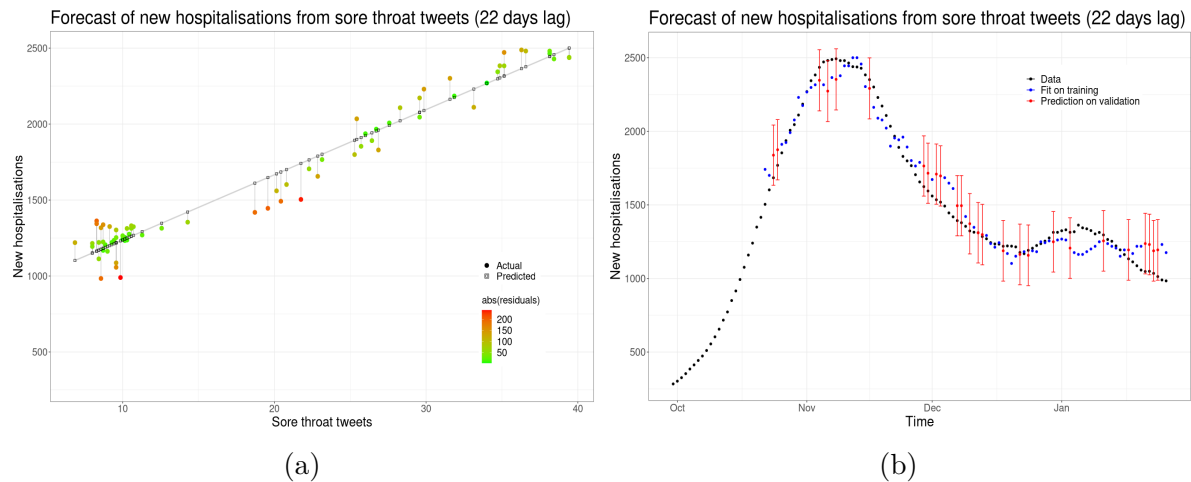 Forecast of new hospitalisations from sore throat tweets (22 days lag)
New hospitalisations
2500
2000
1500
1000
500
10
20
30
40
Sore throat tweets
Actual
Predicted
abs(residuals)
200
150
100
50
(a)
Forecast of new hospitalisations from sore throat tweets (22 days lag)
New hospitalisations
2500
2000
1500
1000
500
Oct
Nov
Dec
Jan
Time
Data
Fit on training
Prediction on validation
(b)